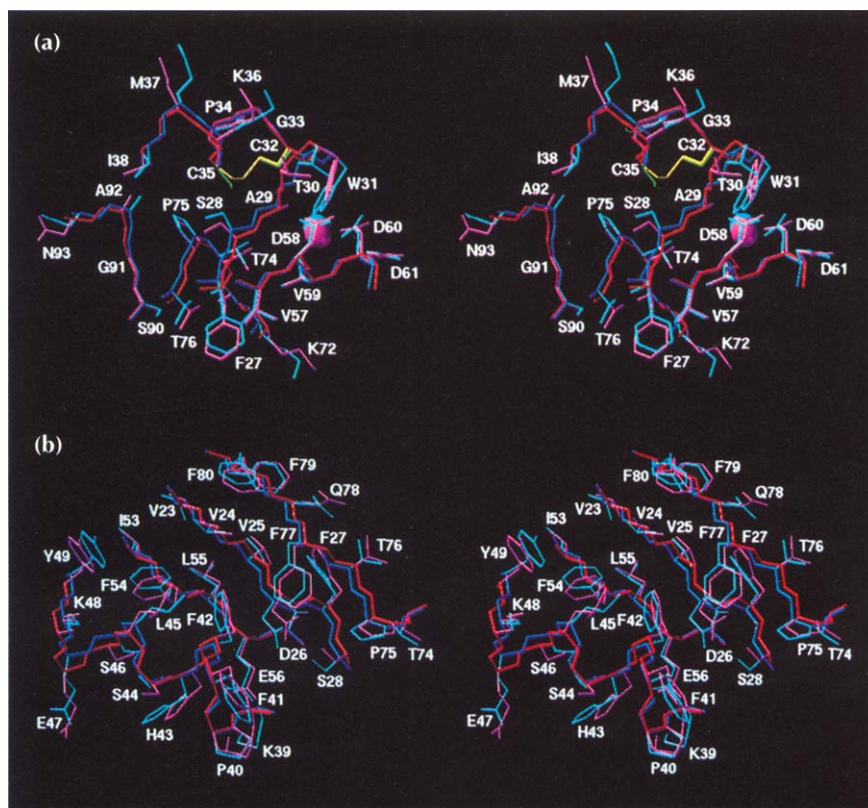 (a)
M37 K36 M37 K36
P34 G33 P34 G33
C32 C32
I38 C35 T30 W31 I38 C35 T30 W31
A92 P75 S28 A29 A92 P75 S28 A29
N93 D58 D60 N93 D58 D60
G91 T74 D61 G91 T74 D61
V59 V59
S90 T76 V57 S90 T76 V57
F27 K72 F27 K72
(b)
F80 F79 F80 F79
Q78 Q78
V23 V24 V25 F77 F27 V23 V24 V25 F77 F27
I53 T76 I53 T76
Y49 L55 Y49 L55
F54 F54
K48 L45 F42 K48 L45 F42
D26 P75 T74 D26 P75 T74
S46 E56 S28 S46 E56 S28
S44 F41 S44 F41
E47 H43 K39 E47 H43 K39
P40 P40